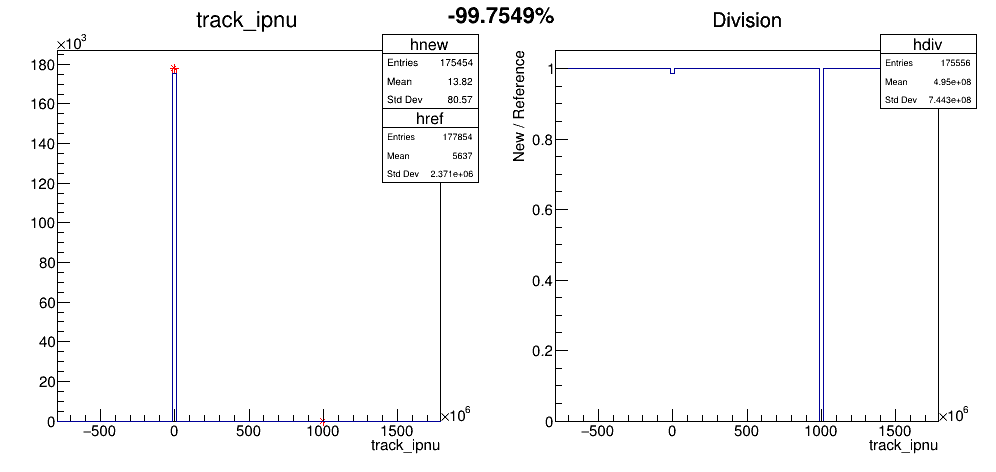 -99.7549%
track_ipnu
×10³
hnew
Entries 175454
Mean 13.82
Std Dev 80.57
href
Entries 177854
Mean 5637
Std Dev 2.371e+06
180
160
140
120
100
80
60
40
20
0
−500 0 500 1000 1500
×10⁶
track_ipnu
Division
hdiv
Entries 175556
Mean 4.95e+08
Std Dev 7.443e+08
New / Reference
1
0.8
0.6
0.4
0.2
0
−500 0 500 1000 1500
×10⁶
track_ipnu